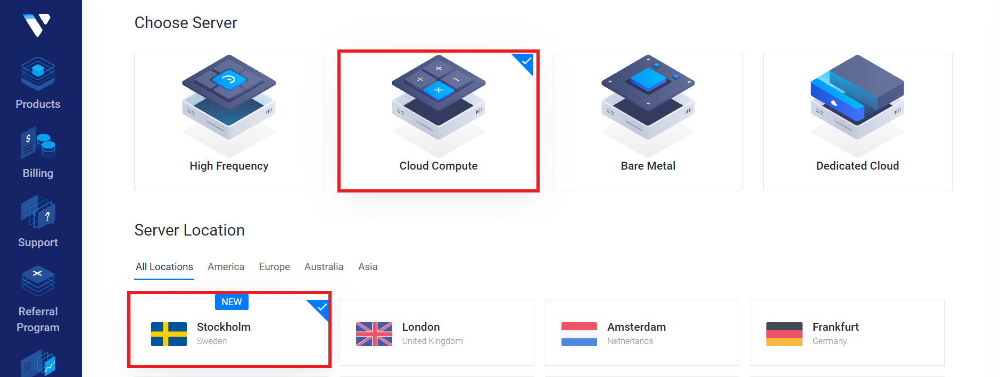 Choose Server
Products
High Frequency
Cloud Compute
Bare Metal
Dedicated Cloud
$
Billing
?
Support
Server Location
All Locations
America
Europe
Australia
Asia
Referral
Program
NEW
Stockholm
Sweden
London
United Kingdom
Amsterdam
Netherlands
Frankfurt
Germany